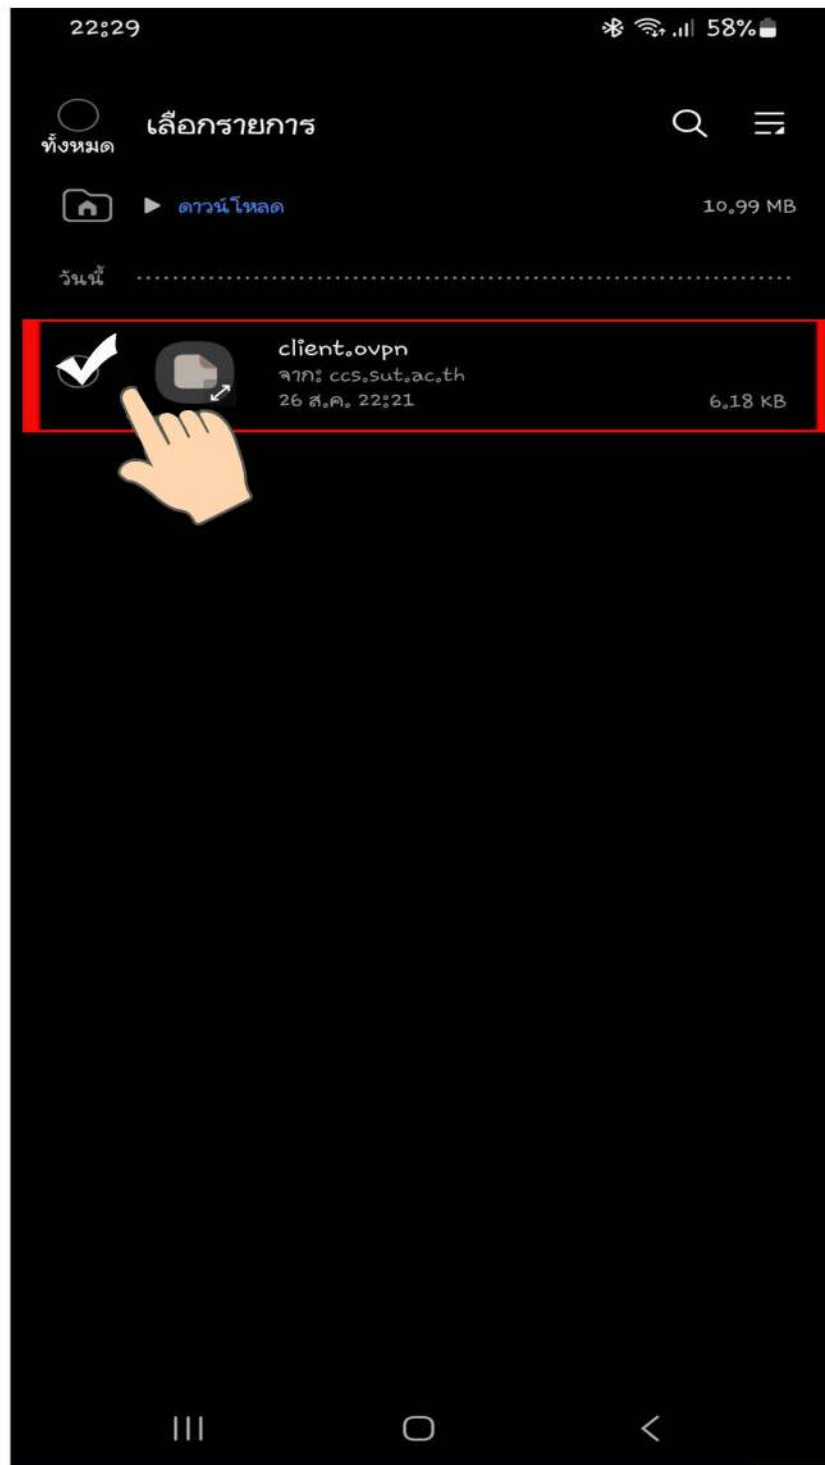 22:29 58%
ทั้งหมด เลือกรายการ
ดาวน์โหลด 10.99 MB
วันนี้
client.ovpn
จาก: ccs.sut.ac.th
26 ส.ค. 22:21 6.18 KB